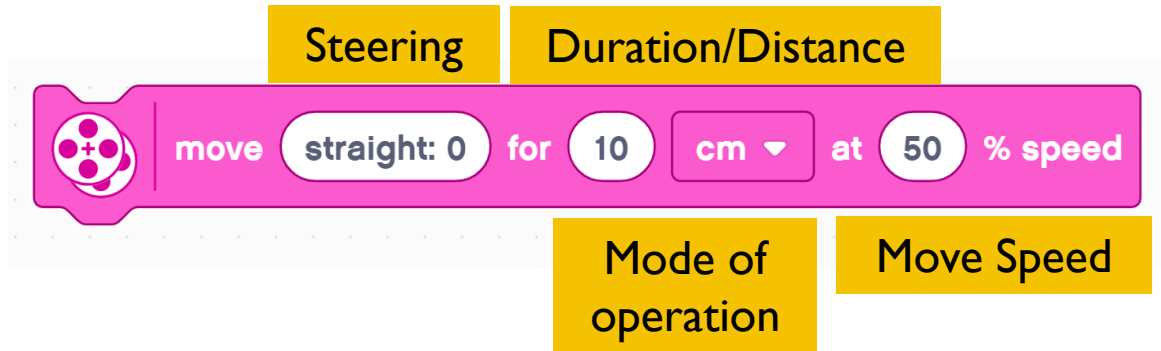 Steering Duration/Distance
move straight: 0 for 10 cm at 50 % speed
Mode of Move Speed
operation